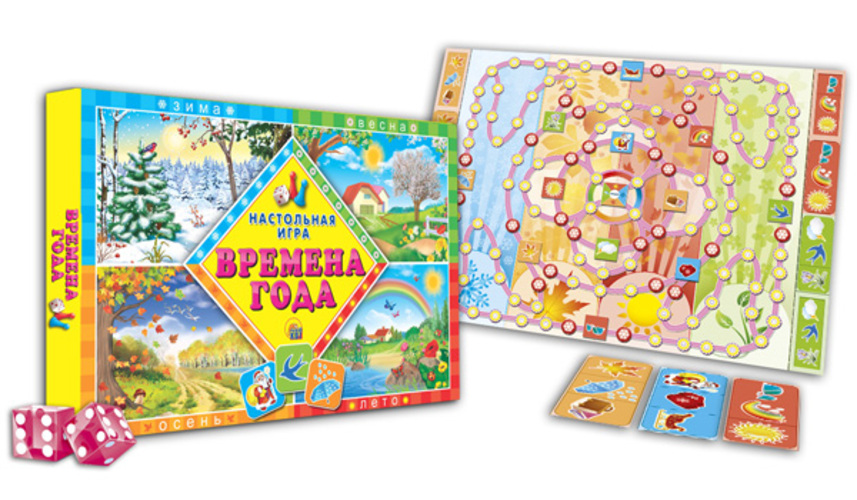 зима
весна
НАСТОЛЬНАЯ
ИГРА
ВРЕМЕНА
ГОДА
осень
лето
ВРЕМЕНА
ГОДА